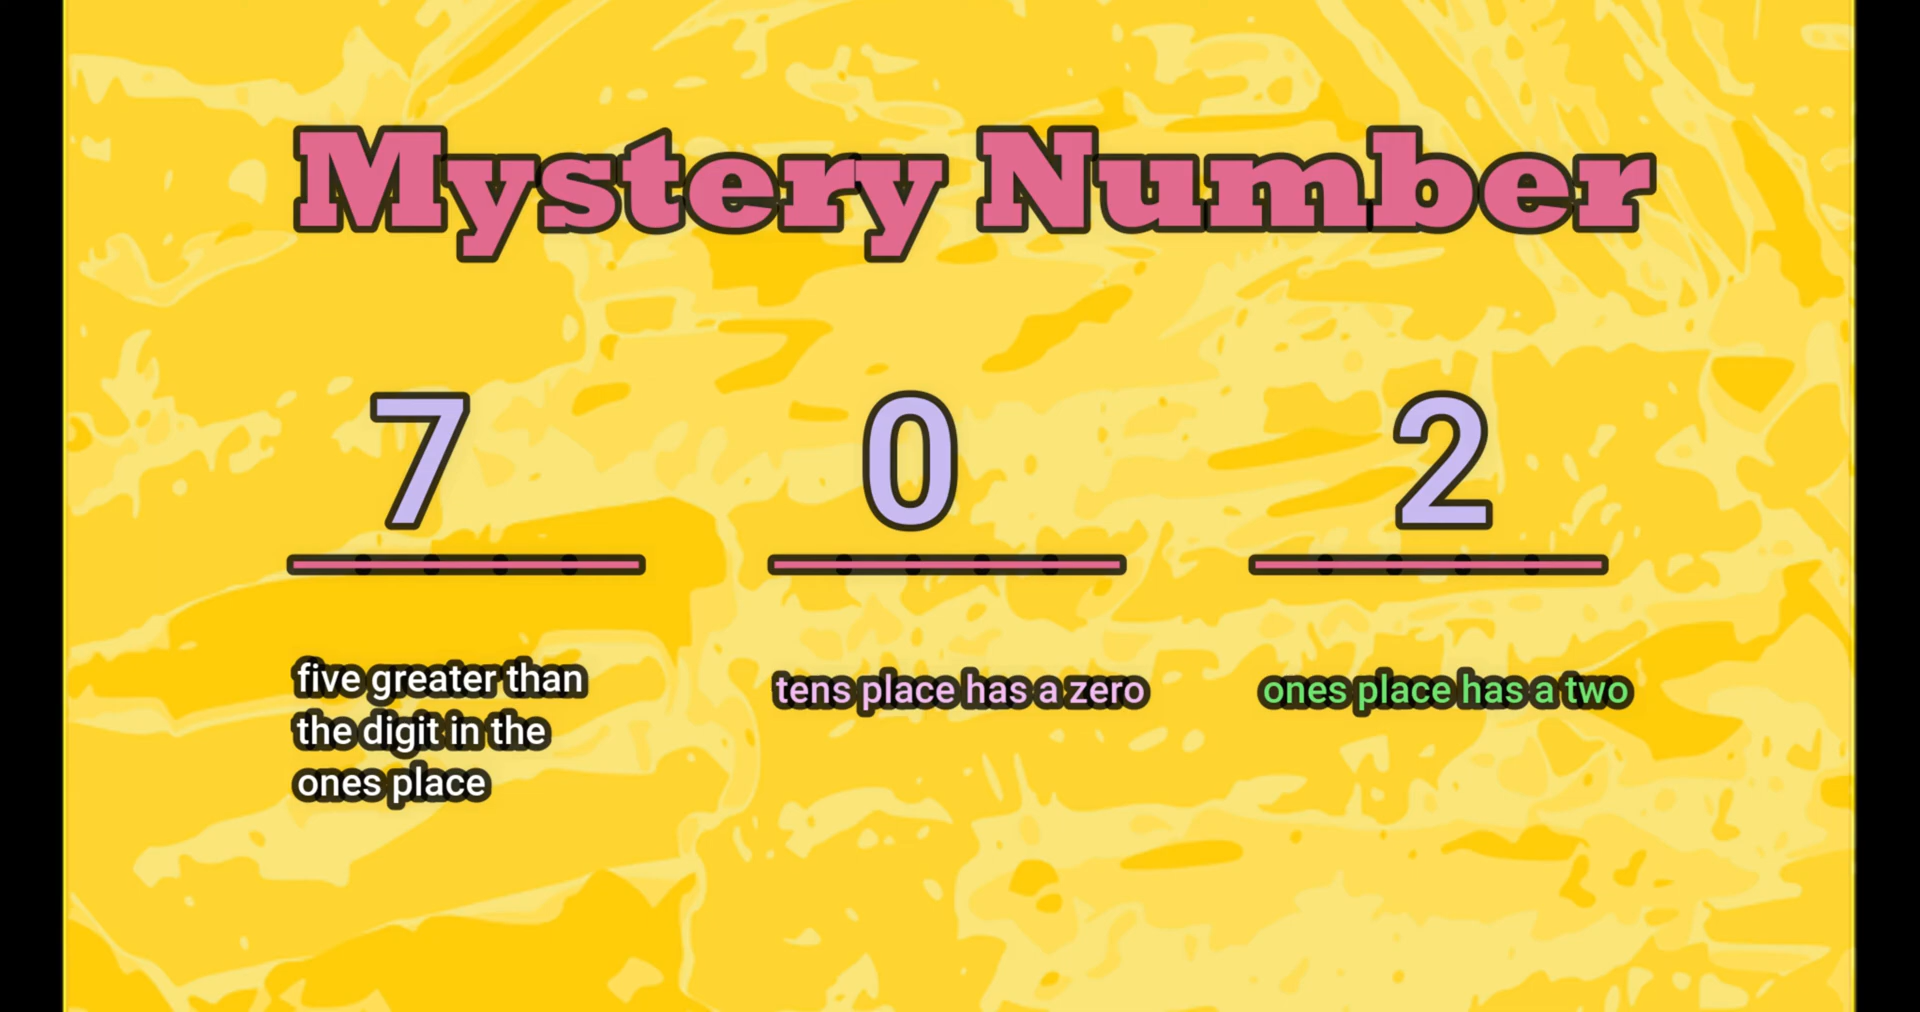 Mystery Number
7 0 2
five greater than
the digit in the
ones place
tens place has a zero
ones place has a two